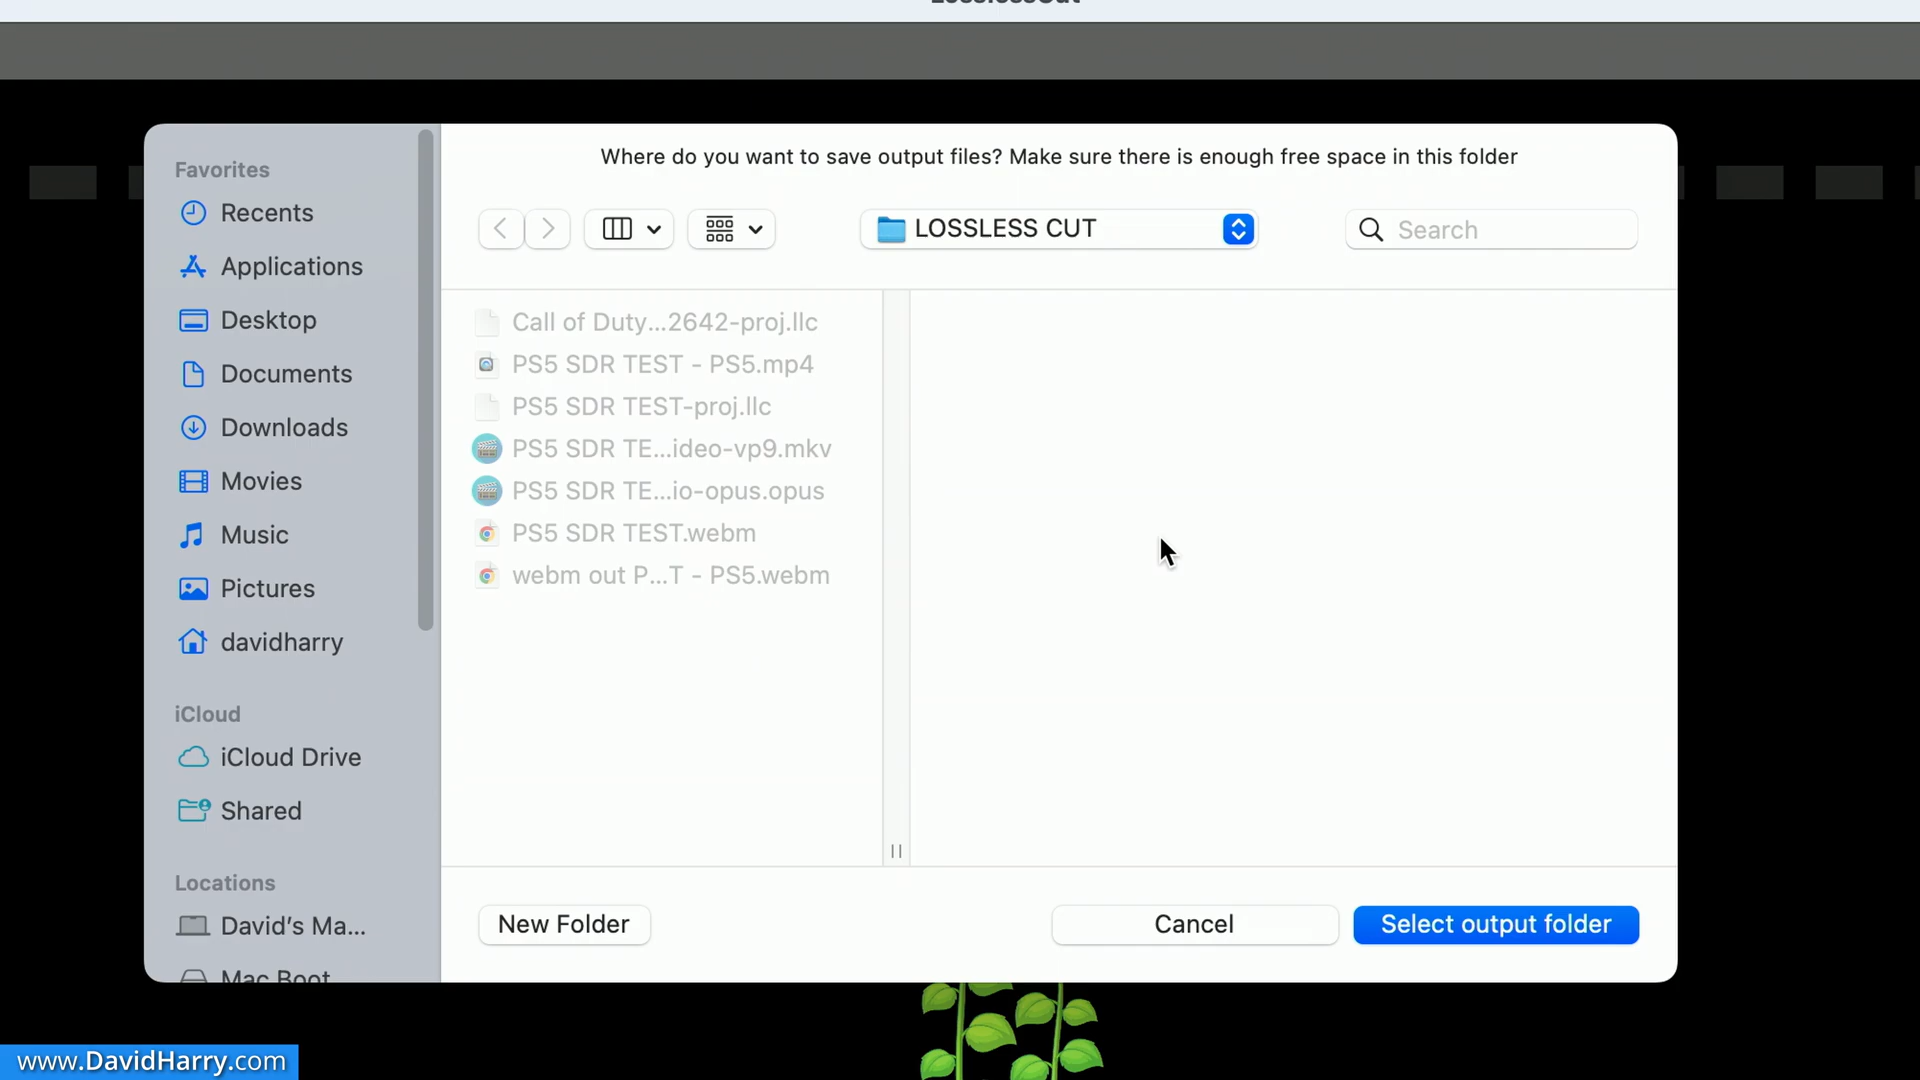 LosslessCut
Where do you want to save output files? Make sure there is enough free space in this folder
Favorites
Recents
Applications
Desktop
Documents
Downloads
Movies
Music
Pictures
davidharry
iCloud
iCloud Drive
Shared
Locations
David’s Ma...
Mac Boot
LOSSLESS CUT
Search
Call of Duty...2642-proj.llc
PS5 SDR TEST - PS5.mp4
PS5 SDR TEST-proj.llc
PS5 SDR TE...ideo-vp9.mkv
PS5 SDR TE...io-opus.opus
PS5 SDR TEST.webm
webm out P...T - PS5.webm
New Folder
Cancel
Select output folder
www.DavidHarry.com